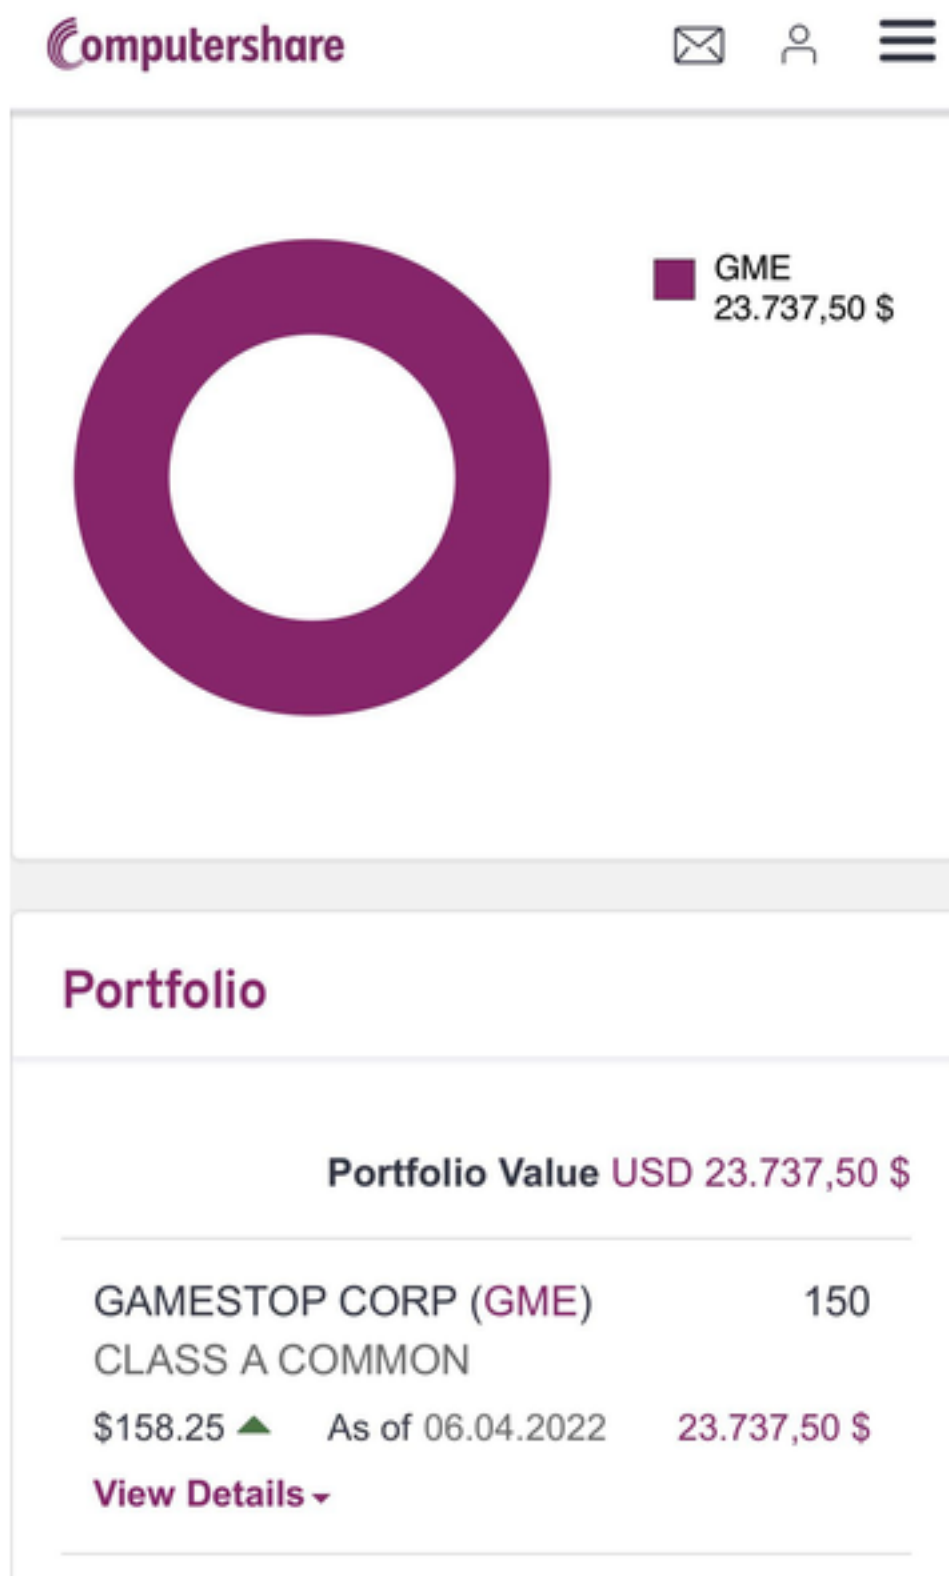 Computershare
GME
23.737,50 $
Portfolio
Portfolio Value USD 23.737,50 $
GAMESTOP CORP (GME) 150
CLASS A COMMON
$158.25 As of 06.04.2022 23.737,50 $
View Details